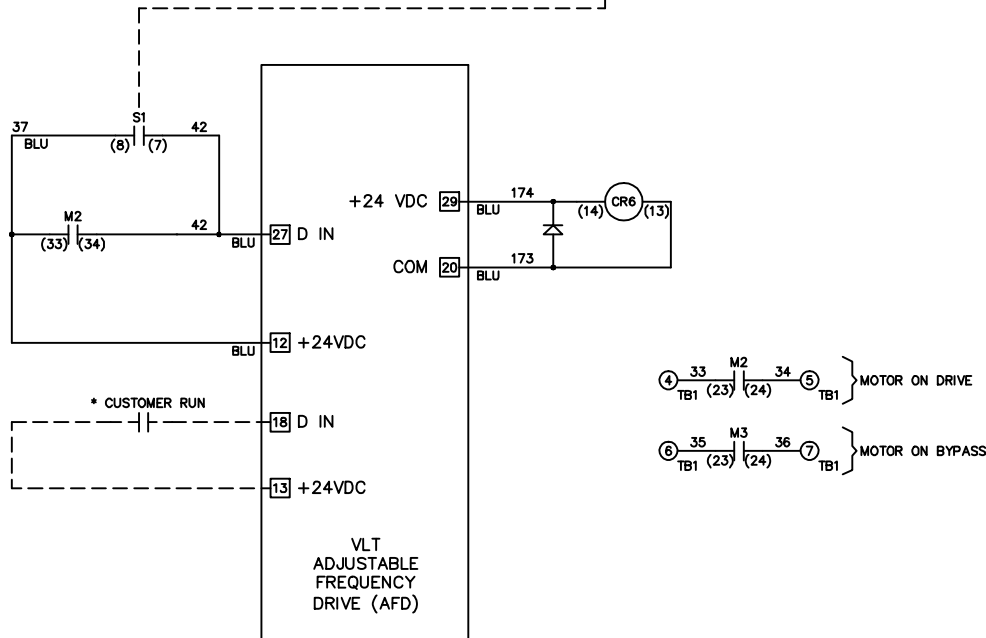 S1
37
42
BLU
(8)
(7)
M2
42
(33)
(34)
BLU
27
D IN
+24 VDC
29
174
BLU
(14)
CR6
(13)
COM
20
173
BLU
BLU
12
+24VDC
* CUSTOMER RUN
18
D IN
13
+24VDC
VLT
ADJUSTABLE
FREQUENCY
DRIVE (AFD)
M2
4
33
34
5
TB1
(23)
(24)
TB1
MOTOR ON DRIVE
M3
6
35
36
7
TB1
(23)
(24)
TB1
MOTOR ON BYPASS